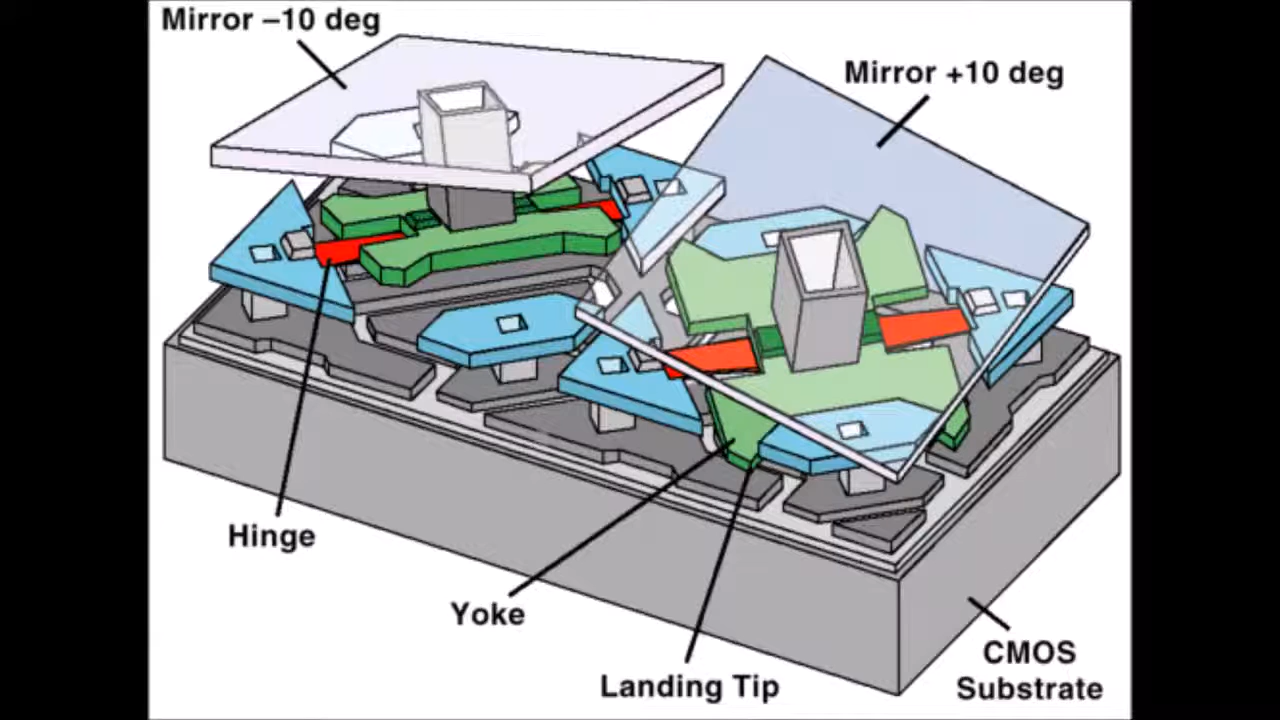 Mirror –10 deg
Mirror +10 deg
Hinge
Yoke
Landing Tip
CMOS
Substrate